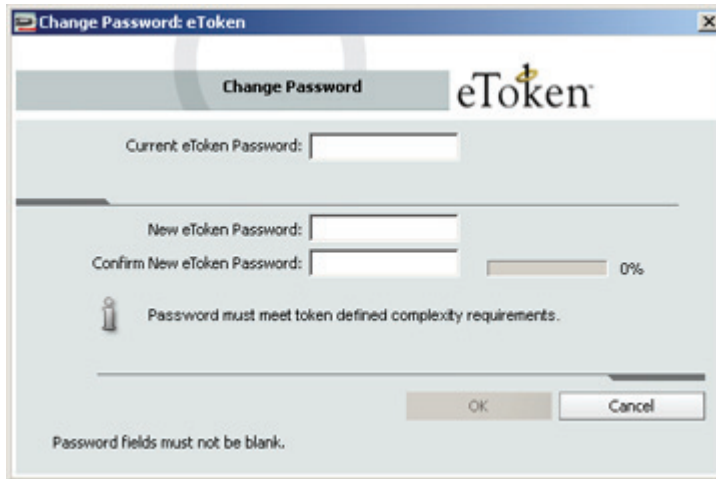 Change Password: eToken
Change Password
eToken
Current eToken Password:
New eToken Password:
Confirm New eToken Password:
0%
Password must meet token defined complexity requirements.
OK
Cancel
Password fields must not be blank.